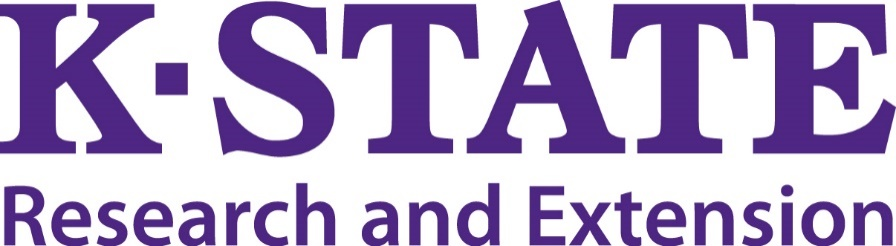 K-STATE
Research and Extension